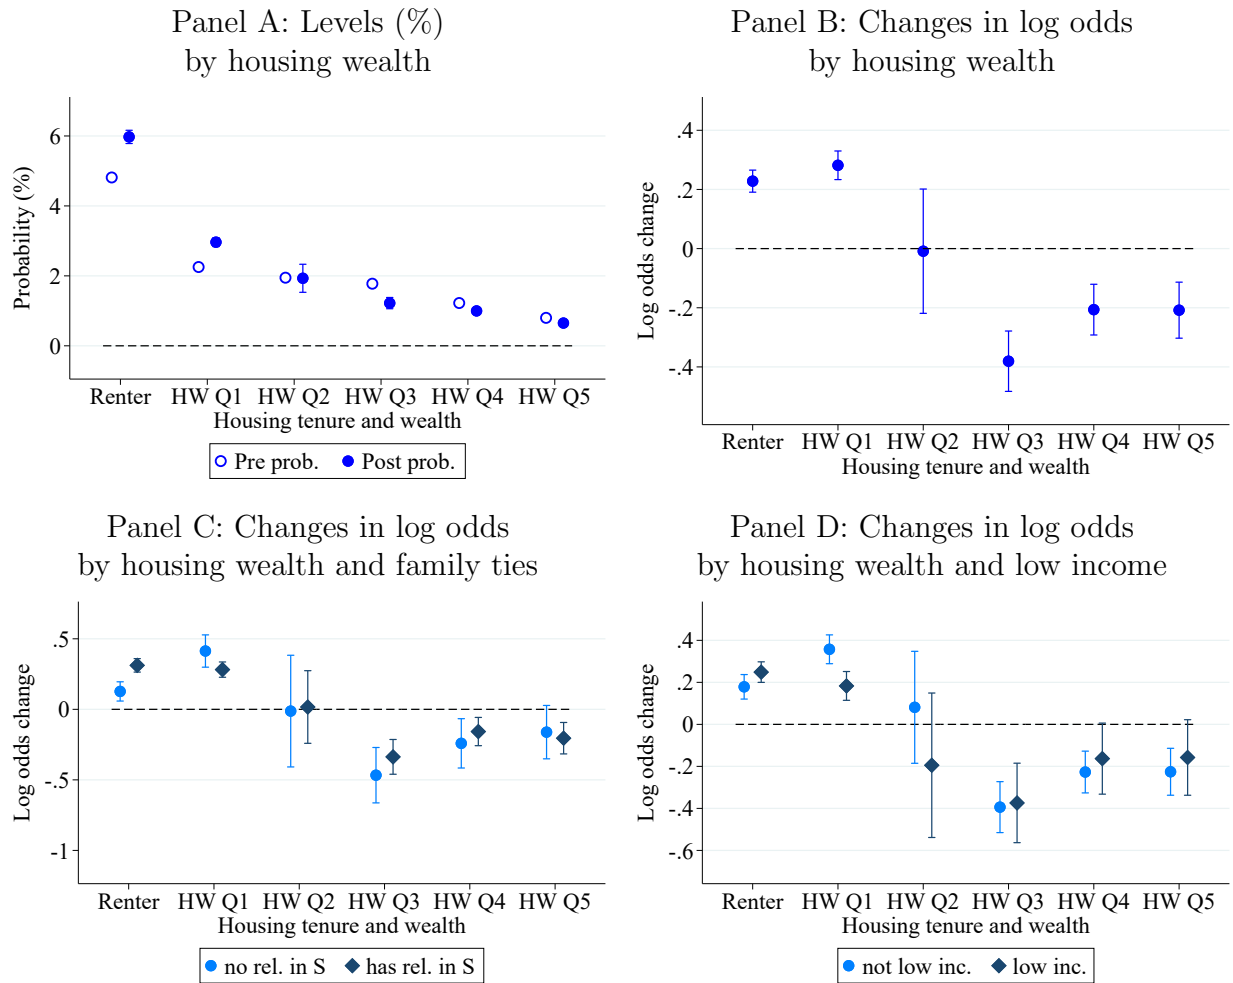 Panel A: Levels (%)
by housing wealth
Probability (%)
6
4
2
0
Renter HW Q1 HW Q2 HW Q3 HW Q4 HW Q5
Housing tenure and wealth
Pre prob. Post prob.
Panel B: Changes in log odds
by housing wealth
Log odds change
.4
.2
0
-.2
-.4
Renter HW Q1 HW Q2 HW Q3 HW Q4 HW Q5
Housing tenure and wealth
Panel C: Changes in log odds
by housing wealth and family ties
Log odds change
.5
0
-.5
-1
Renter HW Q1 HW Q2 HW Q3 HW Q4 HW Q5
Housing tenure and wealth
no rel. in S has rel. in S
Panel D: Changes in log odds
by housing wealth and low income
Log odds change
.4
.2
0
-.2
-.4
-.6
Renter HW Q1 HW Q2 HW Q3 HW Q4 HW Q5
Housing tenure and wealth
not low inc. low inc.